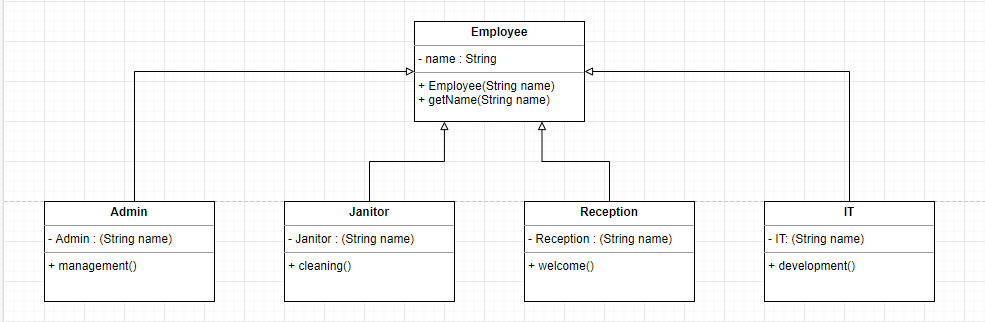 Employee
- name : String
+ Employee(String name)
+ getName(String name)
Admin
- Admin : (String name)
+ management()
Janitor
- Janitor : (String name)
+ cleaning()
Reception
- Reception : (String name)
+ welcome()
IT
- IT: (String name)
+ development()